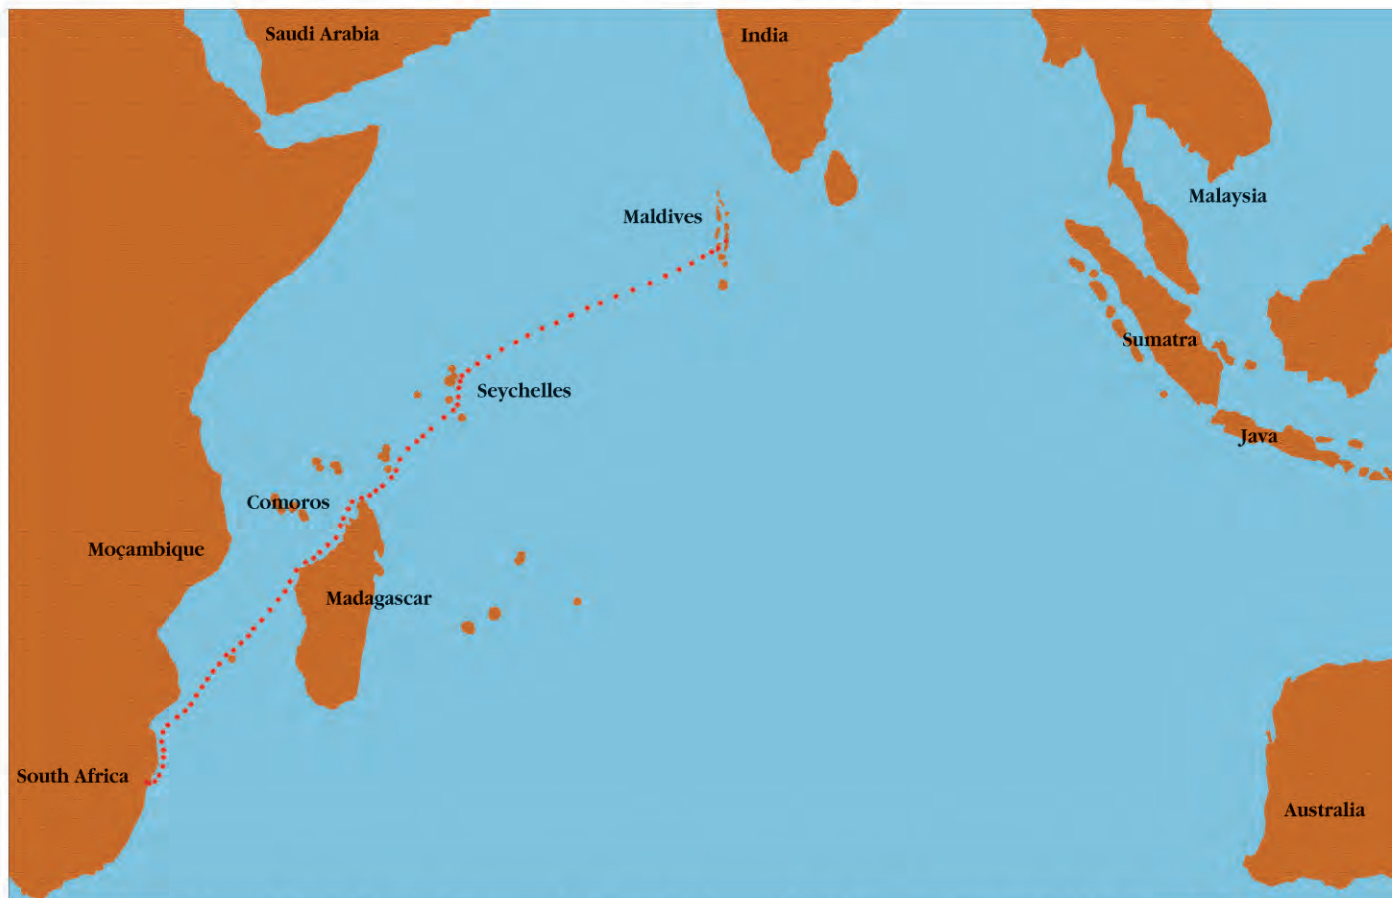 Saudi Arabia
India
Malaysia
Maldives
Sumatra
Seychelles
Java
Comoros
Moçambique
Madagascar
South Africa
Australia